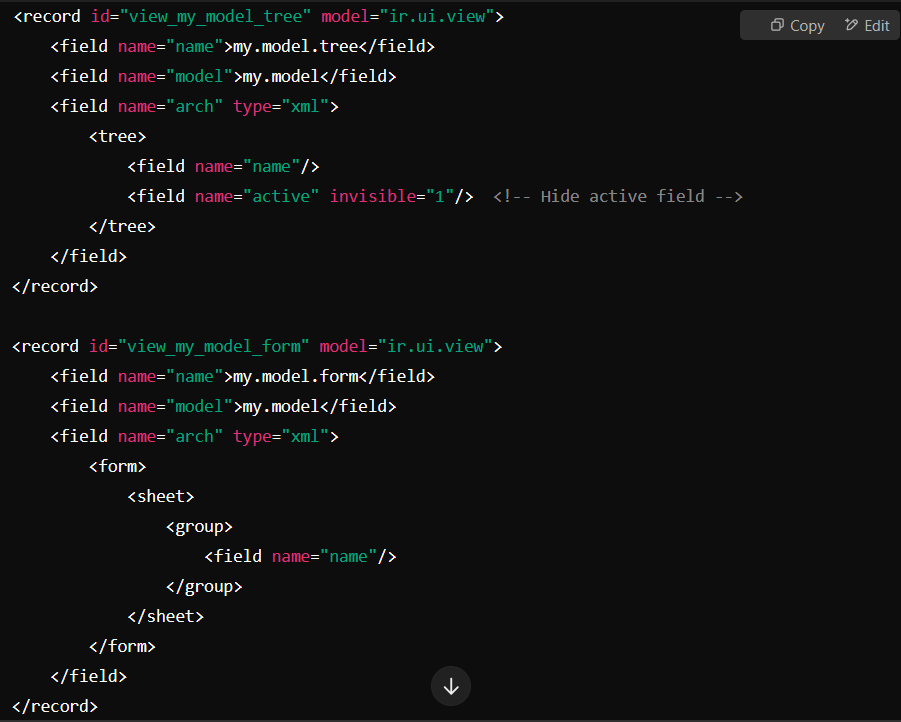 <record id="view_my_model_tree" model="ir.ui.view">
Copy
Edit
    <field name="name">my.model.tree</field>
    <field name="model">my.model</field>
    <field name="arch" type="xml">
        <tree>
            <field name="name"/>
            <field name="active" invisible="1"/>  <!-- Hide active field -->
        </tree>
    </field>
</record>

<record id="view_my_model_form" model="ir.ui.view">
    <field name="name">my.model.form</field>
    <field name="model">my.model</field>
    <field name="arch" type="xml">
        <form>
            <sheet>
                <group>
                    <field name="name"/>
                </group>
            </sheet>
        </form>
    </field>
</record>